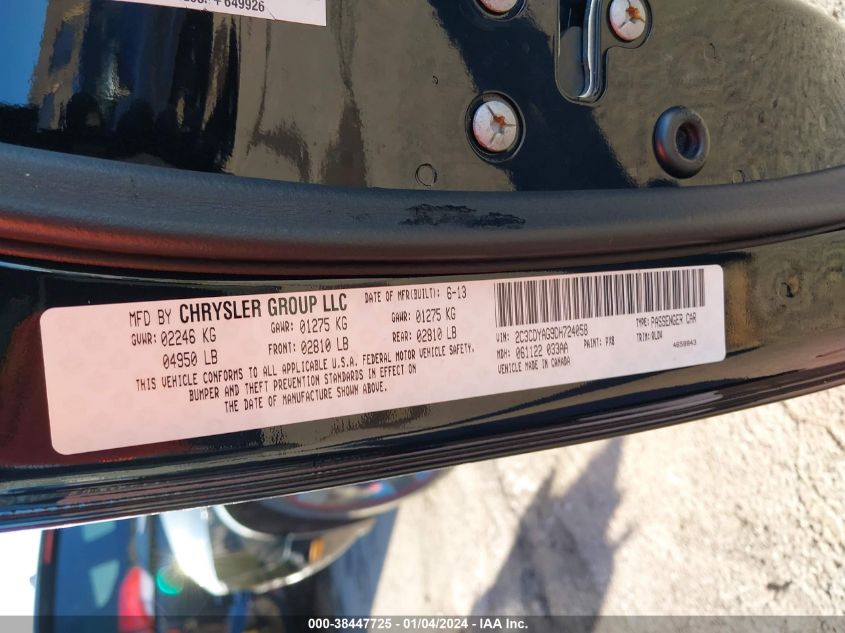 649926
MFD BY CHRYSLER GROUP LLC DATE OF MFR(BUILT): 6-13
GVWR: 02246 KG GAWR: 01275 KG GAWR: 01275 KG
04950 LB FRONT: 02810 LB REAR: 02810 LB
THIS VEHICLE CONFORMS TO ALL APPLICABLE U.S.A. FEDERAL MOTOR VEHICLE SAFETY,
BUMPER AND THEFT PREVENTION STANDARDS IN EFFECT ON
THE DATE OF MANUFACTURE SHOWN ABOVE.
VIN: 2C3CDYAG9DH724058 TYPE: PASSENGER CAR
MDH: 061122 033AA PAINT: PX8 TRIM: RLDV
VEHICLE MADE IN CANADA 4658843
000-38447725 - 01/04/2024 - IAA Inc.